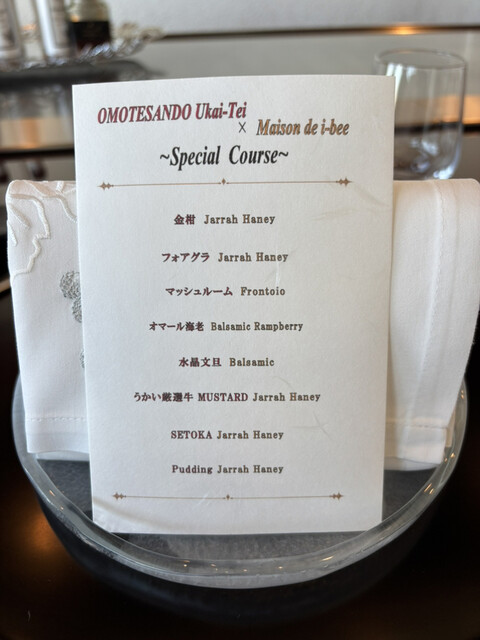 OMOTESANDO Ukai-Tei
× Maison de i-bee
~Special Course~
金柑 Jarrah Haney
フォアグラ Jarrah Haney
マッシュルーム Frontoio
オマール海老 Balsamic Rampberry
水晶文旦 Balsamic
うかい厳選牛 MUSTARD Jarrah Haney
SETOKA Jarrah Haney
Pudding Jarrah Haney